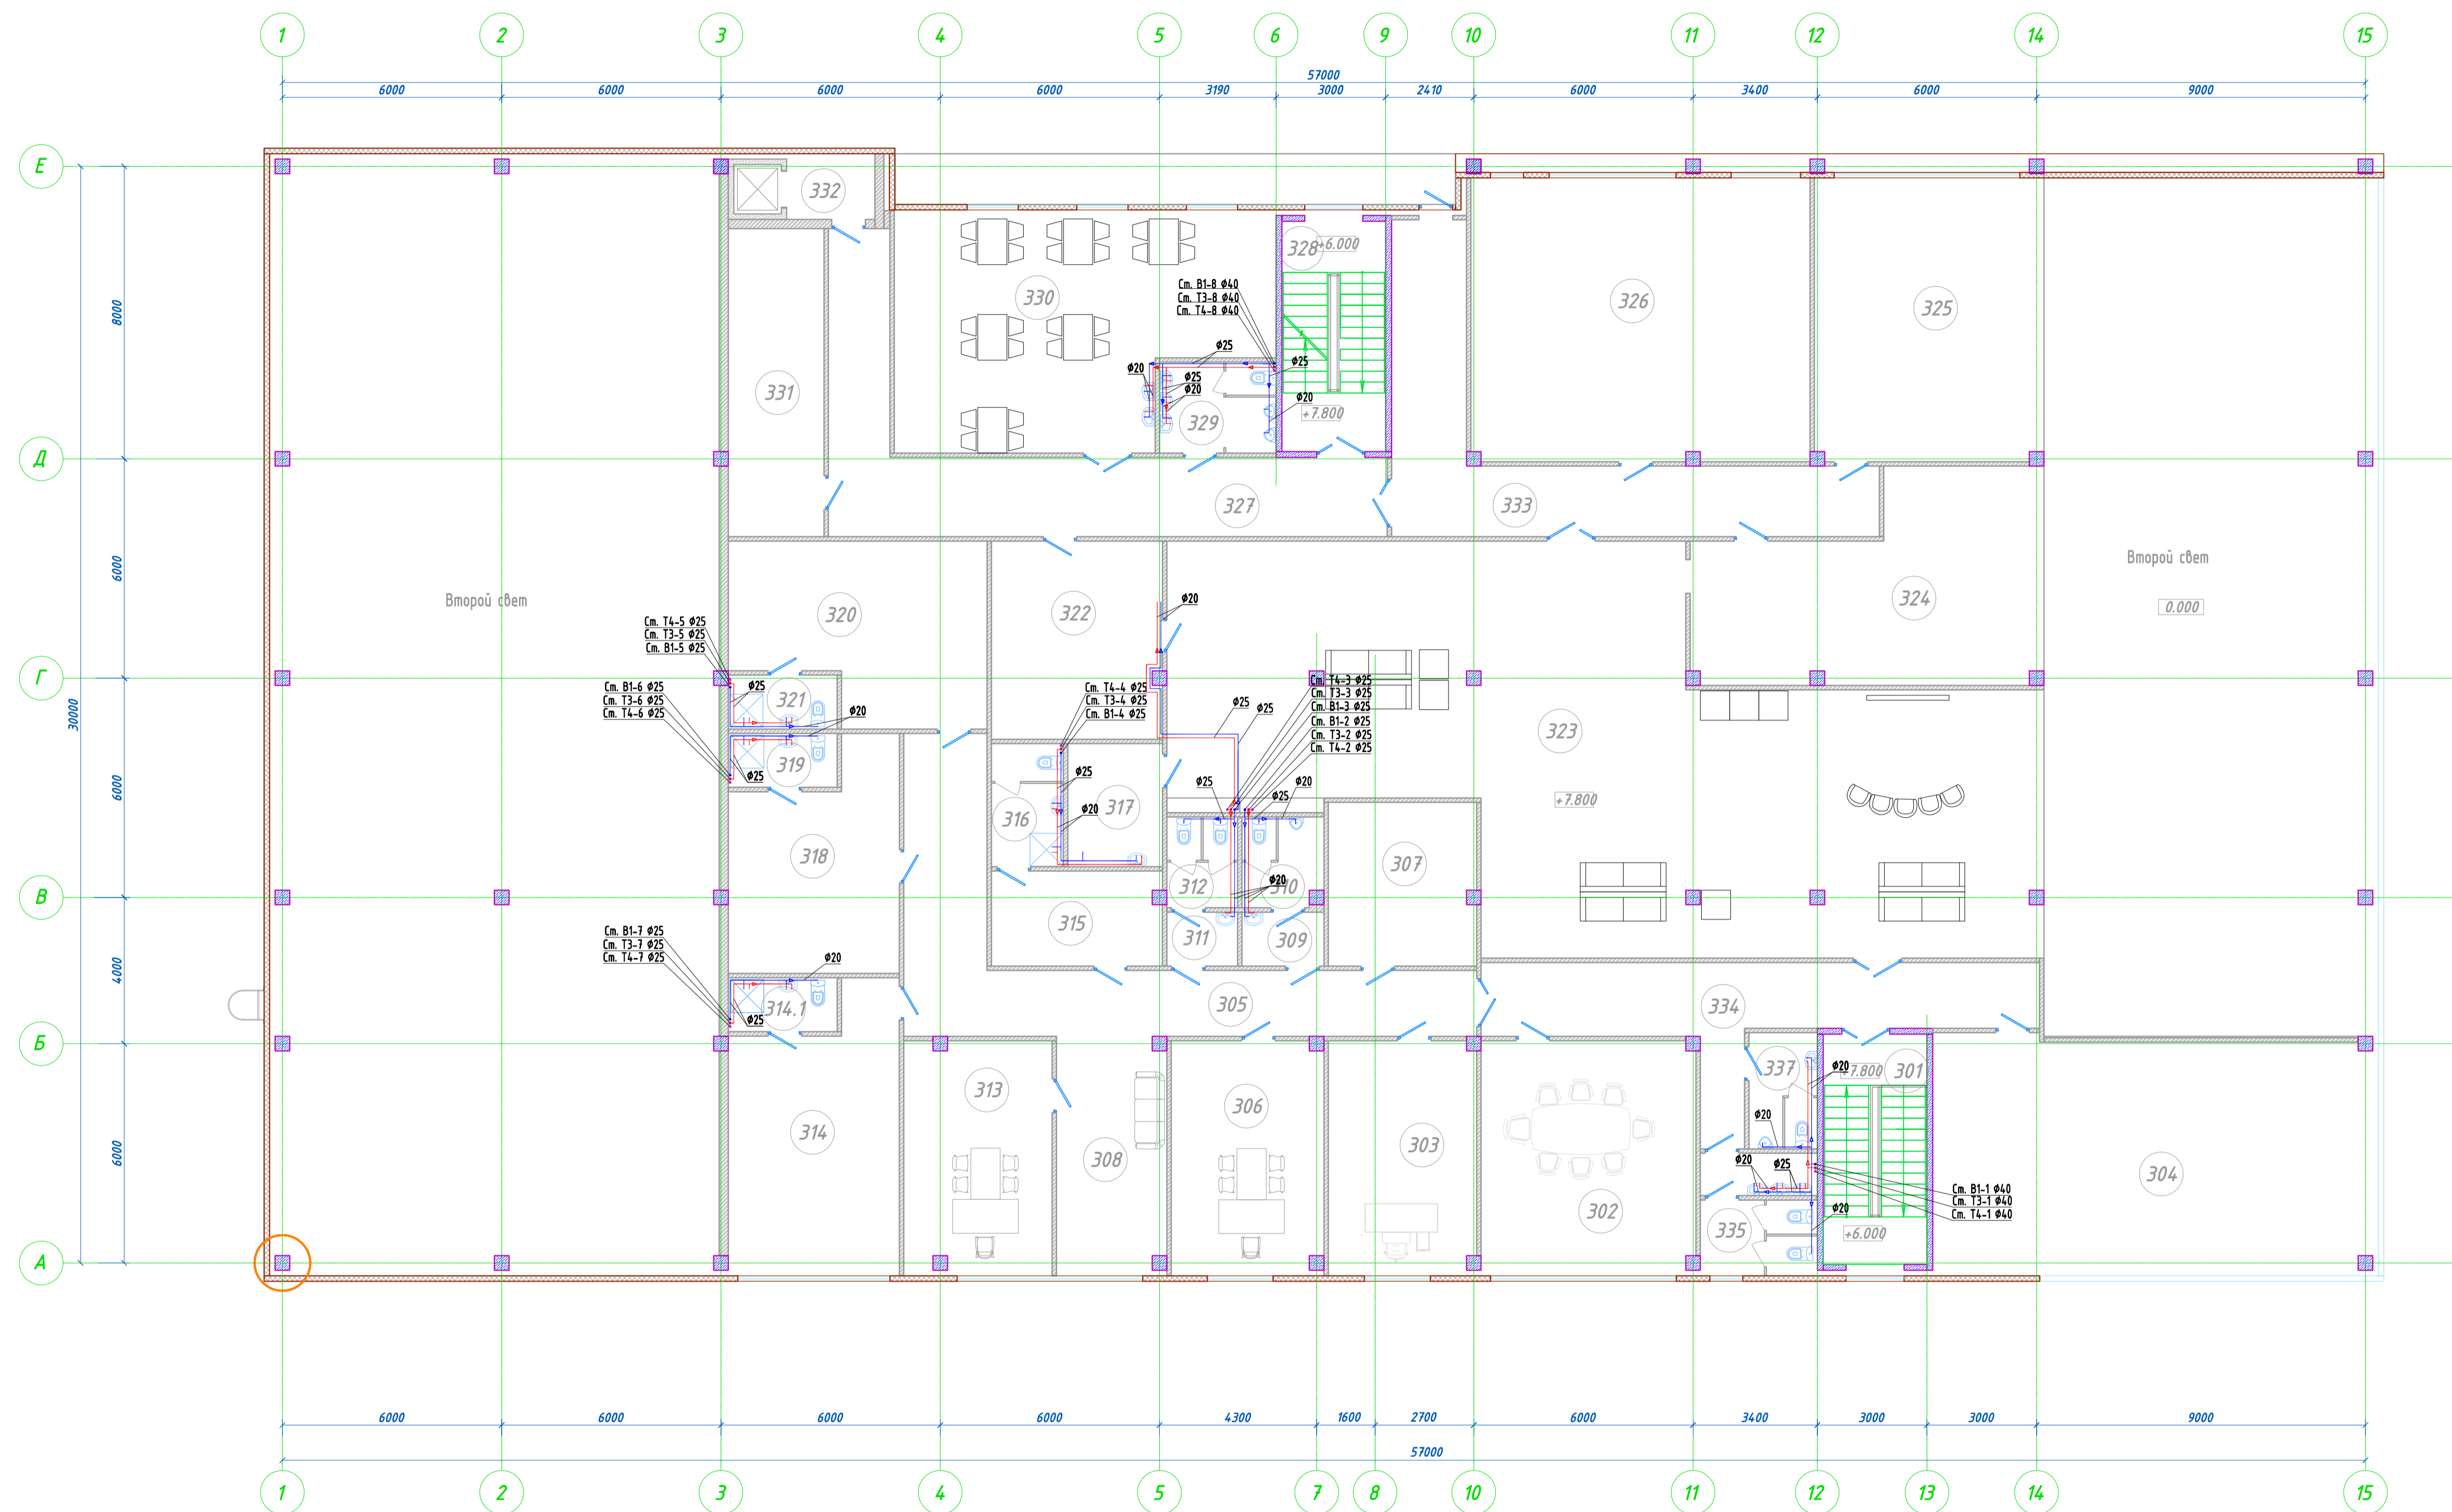 1 2 3 4 5 6 9 10 11 12 14 15
57000
6000 6000 6000 6000 3190 3000 2410 6000 3400 6000 9000
Е
332
328 +6.000
Ст. В1-8 Ф40
Ст. Т3-8 Ф40
Ст. Т4-8 Ф40
330
326
325
8000
Ф25
Ф25
Ф20
Ф25
Ф20
Ф20
331
329
+7.800
Д
327
333
6000
Второй свет
Второй свет
0.000
320
322
Ф20
324
Ст. Т4-5 Ф25
Ст. Т3-5 Ф25
Ст. В1-5 Ф25
Г
30000
Ст. В1-6 Ф25
Ст. Т3-6 Ф25
Ст. Т4-6 Ф25
Ф25
321
Ф20
Ст. Т4-4 Ф25
Ст. Т3-4 Ф25
Ст. В1-4 Ф25
Ф25
Ф25
Ст. Т4-3 Ф25
Ст. Т3-3 Ф25
Ст. В1-3 Ф25
Ст. В1-2 Ф25
Ст. Т3-2 Ф25
Ст. Т4-2 Ф25
323
319
Ф25
Ф25
Ф25
Ф20
Ф25
6000
+7.800
316
Ф20
317
318
307
312
Ф20
310
В
315
311
309
Ст. В1-7 Ф25
Ст. Т3-7 Ф25
Ст. Т4-7 Ф25
Ф20
4000
314.1
Ф25
305
334
Б
337
Ф20
+7.800
301
313
306
Ф20
6000
314
308
303
304
Ф20
Ф25
Ст. В1-1 Ф40
Ст. Т3-1 Ф40
Ст. Т4-1 Ф40
302
335
Ф20
+6.000
А
6000 6000 6000 6000 4300 1600 2700 6000 3400 3000 3000 9000
57000
1 2 3 4 5 7 8 10 11 12 13 14 15